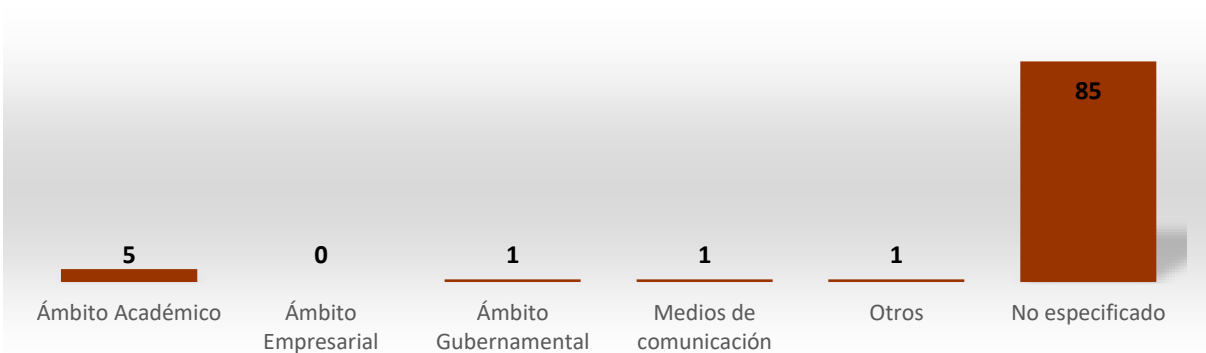 85
5
0
1
1
1
Ámbito Académico
Ámbito
Empresarial
Ámbito
Gubernamental
Medios de
comunicación
Otros
No especificado